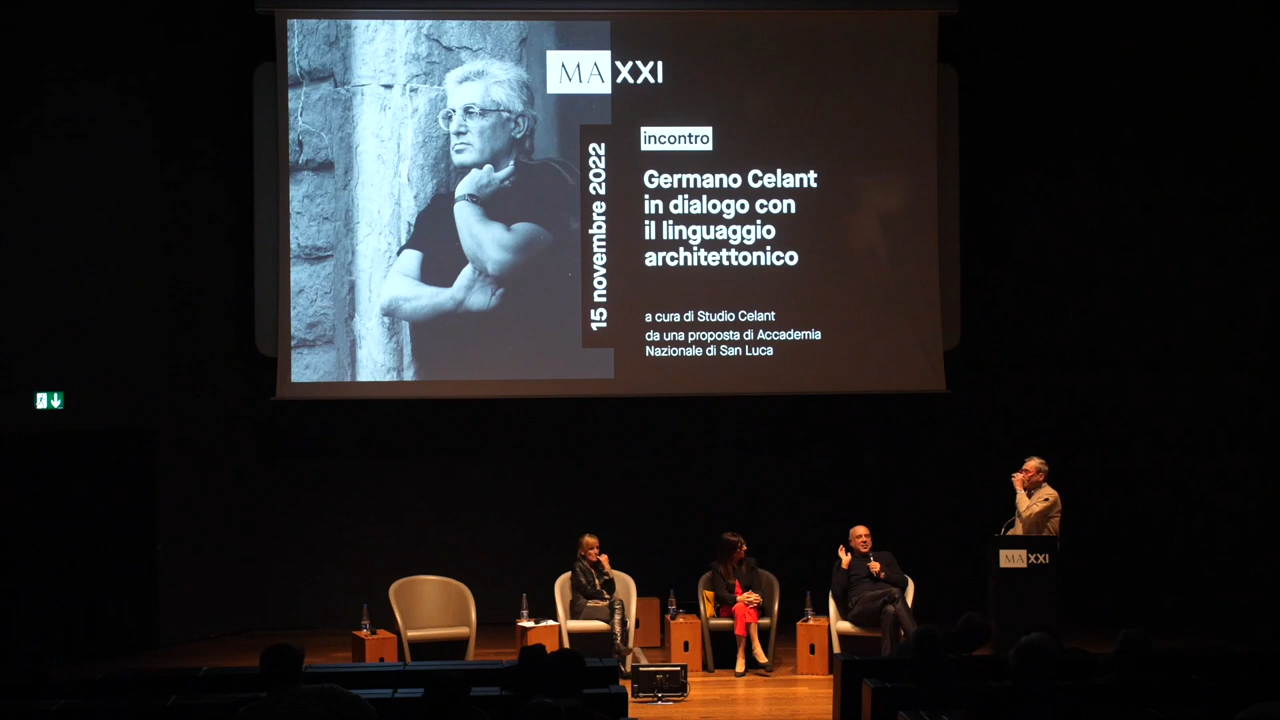 MAXXI
incontro
Germano Celant
in dialogo con
il linguaggio
architettonico
15 novembre 2022
a cura di Studio Celant
da una proposta di Accademia
Nazionale di San Luca
MAXXI